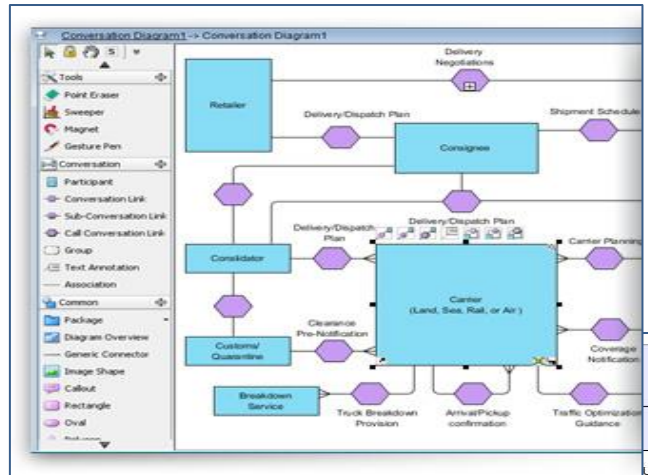 Conversation Diagram1 -> Conversation Diagram1
S
Tools
Point Eraser
Sweeper
Magnet
Gesture Pen
Conversation
Participant
Conversation Link
Sub-Conversation Link
Call Conversation Link
Group
Text Annotation
Association
Common
Package
Diagram Overview
Generic Connector
Image Shape
Callout
Rectangle
Oval
Delivery
Negotiations
Retailer
Delivery/Dispatch Plan
Shipment Schedule
Consignee
Delivery/Dispatch
Plan
Delivery/Dispatch Plan
Carrier Planning
Consolidator
Carrier
(Land, Sea, Rail, or Air )
Clearance
Pre-Notification
Customs/
Quarantine
Coverage
Notification
Breakdown
Service
Truck Breakdown
Provision
Arrival/Pickup
confirmation
Traffic Optimization
Guidance